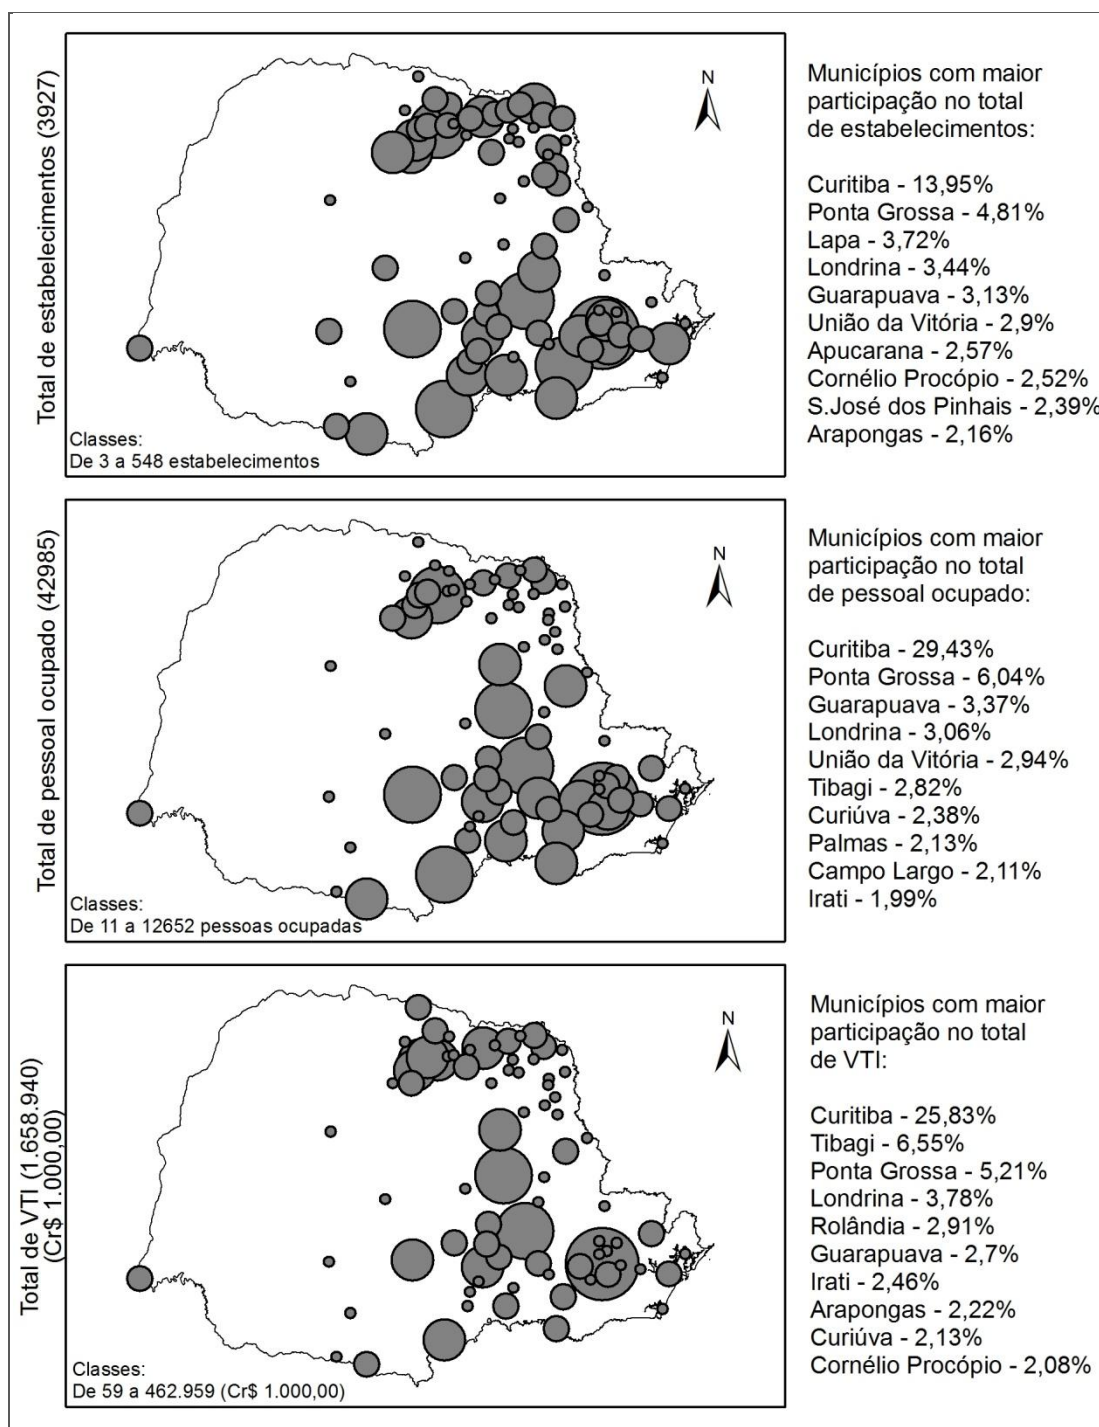 Total de estabelecimentos (3927)
N
Classes:
De 3 a 548 estabelecimentos
Municípios com maior
participação no total
de estabelecimentos:
Curitiba - 13,95%
Ponta Grossa - 4,81%
Lapa - 3,72%
Londrina - 3,44%
Guarapuava - 3,13%
União da Vitória - 2,9%
Apucarana - 2,57%
Cornélio Procópio - 2,52%
S.José dos Pinhais - 2,39%
Arapongas - 2,16%
Total de pessoal ocupado (42985)
N
Classes:
De 11 a 12652 pessoas ocupadas
Municípios com maior
participação no total
de pessoal ocupado:
Curitiba - 29,43%
Ponta Grossa - 6,04%
Guarapuava - 3,37%
Londrina - 3,06%
União da Vitória - 2,94%
Tibagi - 2,82%
Curiúva - 2,38%
Palmas - 2,13%
Campo Largo - 2,11%
Irati - 1,99%
Total de VTI (1.658.940)
(Cr$ 1.000,00)
N
Classes:
De 59 a 462.959 (Cr$ 1.000,00)
Municípios com maior
participação no total
de VTI:
Curitiba - 25,83%
Tibagi - 6,55%
Ponta Grossa - 5,21%
Londrina - 3,78%
Rolândia - 2,91%
Guarapuava - 2,7%
Irati - 2,46%
Arapongas - 2,22%
Curiúva - 2,13%
Cornélio Procópio - 2,08%